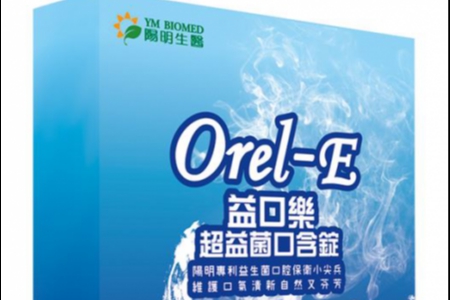 YM BIOMED
陽明生醫
Orel-E
益口樂
超益菌口含錠
陽明專利益生菌口腔保衛小尖兵
維護口氣清新自然又芬芳